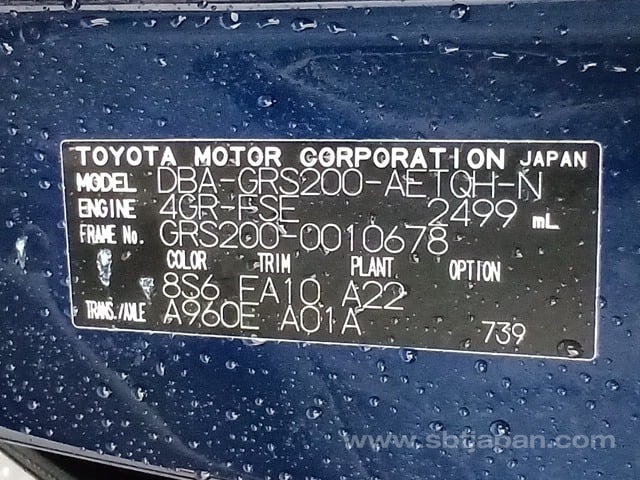 TOYOTA MOTOR CORPORATION JAPAN
MODEL DBA-GRS200-AETQH-N
ENGINE 4GR-FSE 2499 mL
FRAME No. GRS200-0010678
COLOR TRIM PLANT OPTION
8S6 FA10 A22
TRANS./AXLE A960E A01A 739
www.sbtjapan.com